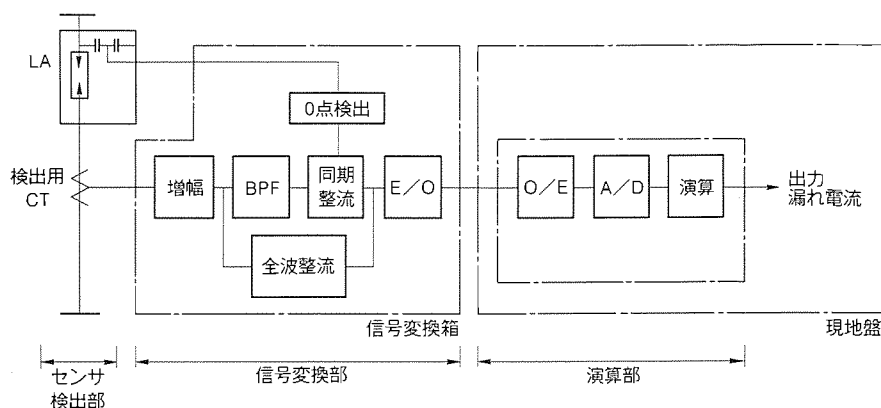 LA
0点検出
検出用
CT
増幅
BPF
同期
整流
E/O
O/E
A/D
演算
出力
漏れ電流
全波整流
信号変換箱
現地盤
センサ
検出部
信号変換部
演算部